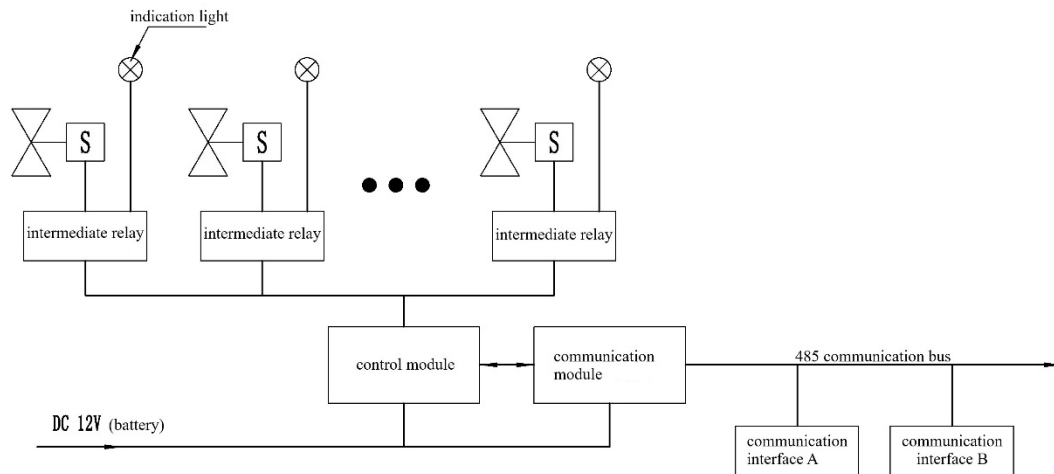 indication light
S
S
S
intermediate relay
intermediate relay
intermediate relay
control module
communication
module
485 communication bus
DC 12V (battery)
communication
interface A
communication
interface B